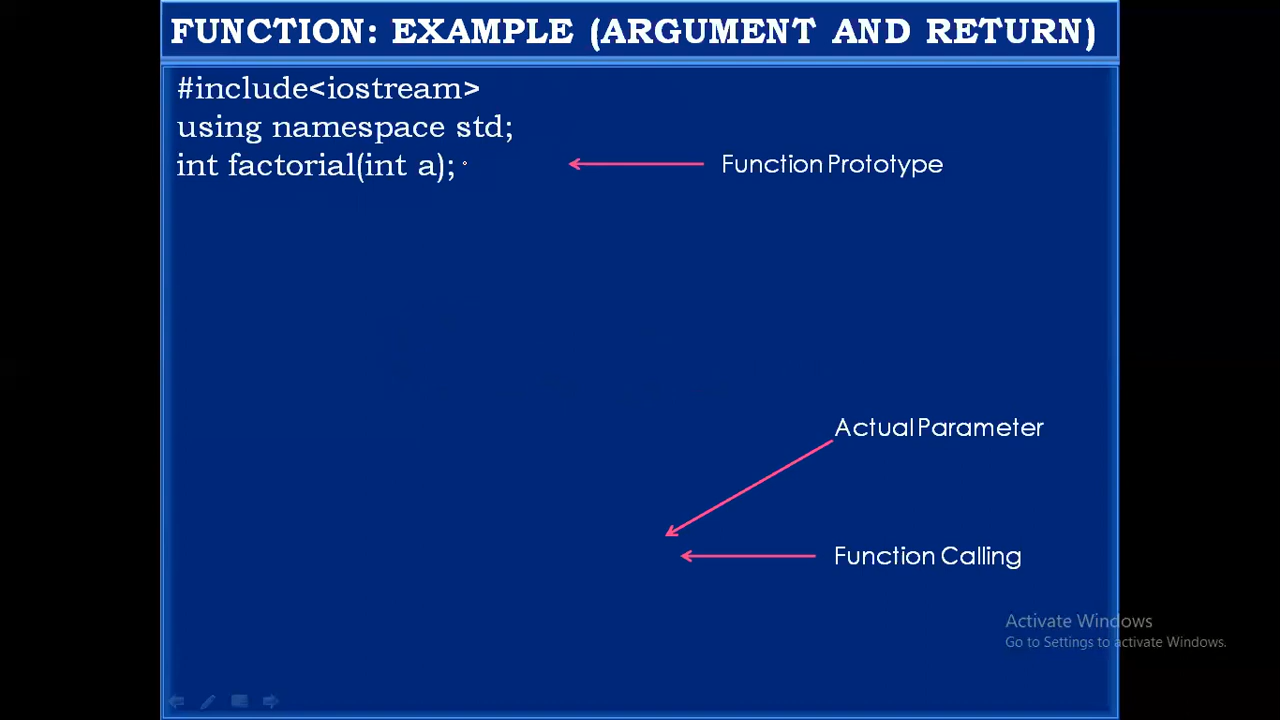 FUNCTION: EXAMPLE (ARGUMENT AND RETURN)
#include<iostream>
using namespace std;
int factorial(int a);
Function Prototype
Actual Parameter
Function Calling
Activate Windows
Go to Settings to activate Windows.